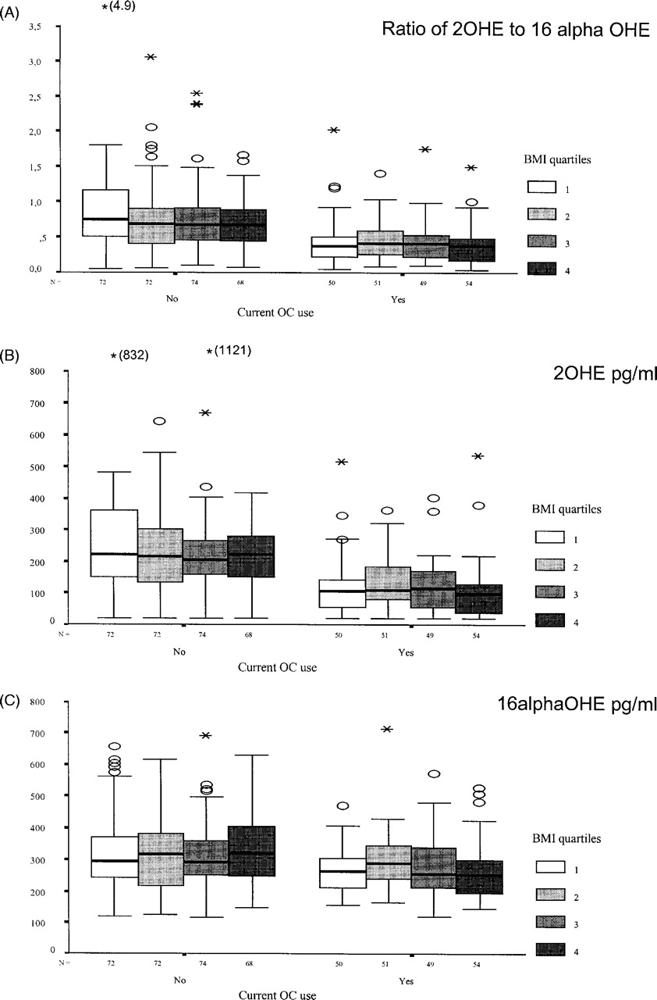 (A)
*(4.9)
Ratio of 2OHE to 16 alpha OHE
3,5
3,0
2,5
2,0
1,5
1,0
,5
0,0
BMI quartiles
1
2
3
4
N = 72 72 74 68 50 51 49 54
No Yes
Current OC use
(B)
*(832) *(1121)
2OHE pg/ml
800
700
600
500
400
300
200
100
0
BMI quartiles
1
2
3
4
N = 72 72 74 68 50 51 49 54
No Yes
Current OC use
(C)
16alphaOHE pg/ml
800
700
600
500
400
300
200
100
0
BMI quartiles
1
2
3
4
N = 72 72 74 68 50 51 49 54
No Yes
Current OC use